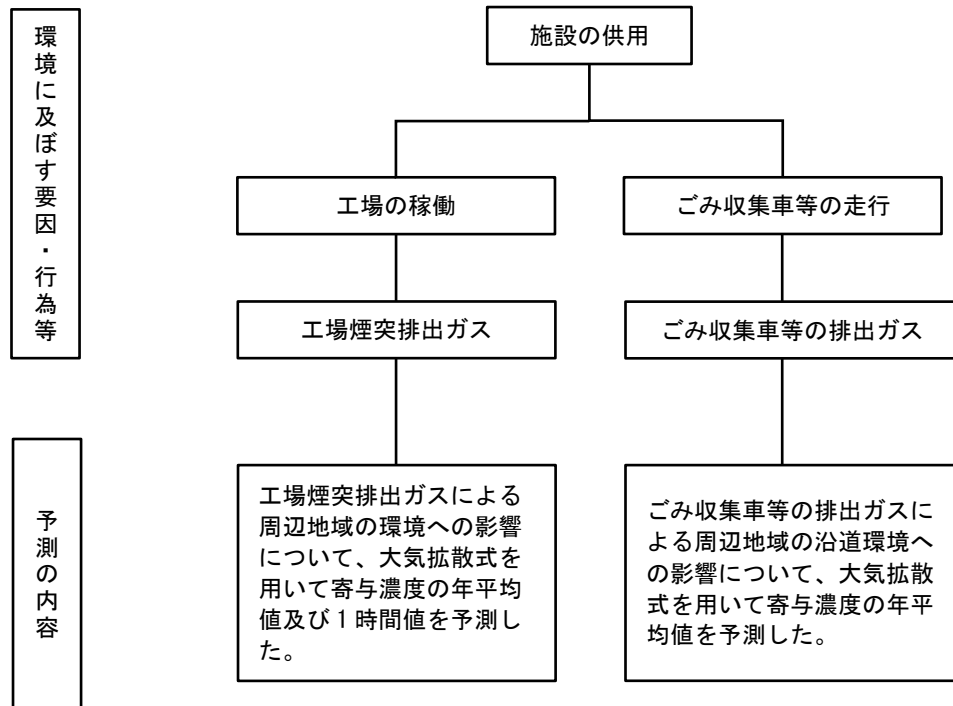 環境に及ぼす要因・行為等
施設の供用
工場の稼働
ごみ収集車等の走行
工場煙突排出ガス
ごみ収集車等の排出ガス
予測の内容
工場煙突排出ガスによる
周辺地域の環境への影響
について、大気拡散式を
用いて寄与濃度の年平均
値及び１時間値を予測し
た。
ごみ収集車等の排出ガスに
よる周辺地域の沿道環境へ
の影響について、大気拡散
式を用いて寄与濃度の年平
均値を予測した。